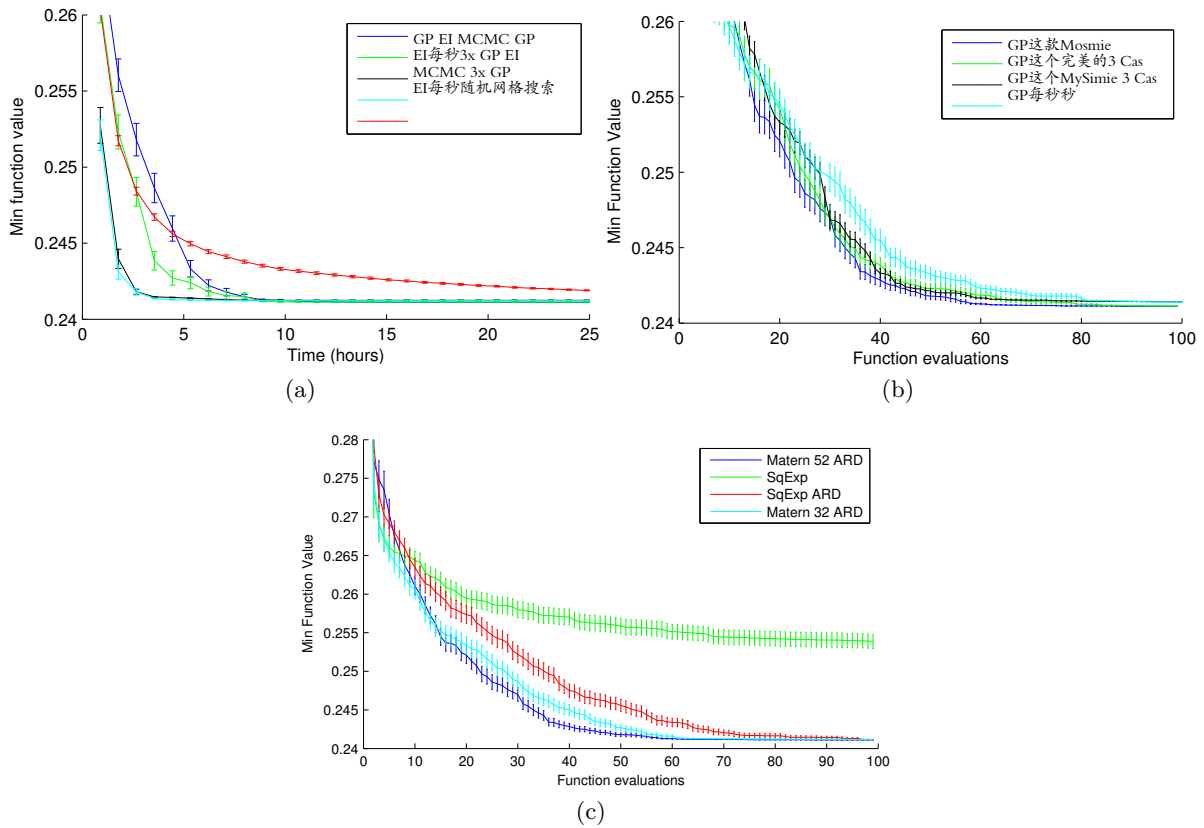 0.26
0.255
0.25
0.245
0.24
0
5
10
15
20
25
Min function value
Time (hours)
GP EI MCMC GP
EI每秒3x GP EI
MCMC 3x GP
EI每秒随机网格搜索
(a)
0.26
0.255
0.25
0.245
0.24
0
20
40
60
80
100
Min Function Value
Function evaluations
GP这款Mosmie
GP这个完美的3 Cas
GP这个MySimie 3 Cas
GP每秒秒
(b)
0.28
0.275
0.27
0.265
0.26
0.255
0.25
0.245
0.24
0
10
20
30
40
50
60
70
80
90
100
Min Function Value
Function evaluations
Matern 52 ARD
SqExp
SqExp ARD
Matern 32 ARD
(c)